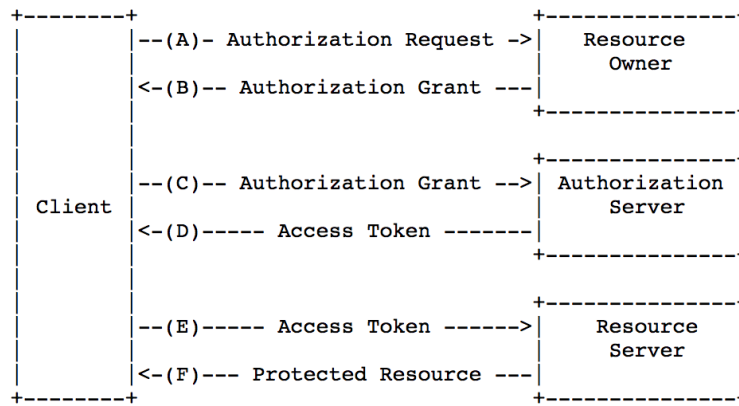 +--------+                               +---------------+
|        |--(A)- Authorization Request ->|   Resource
|        |                               |     Owner
|        |<-(B)-- Authorization Grant ---|
|        |                               +---------------+
|        |
|        |                               +---------------+
|        |--(C)-- Authorization Grant -->| Authorization
| Client |                               |     Server
|        |<-(D)----- Access Token -------|
|        |                               +---------------+
|        |
|        |                               +---------------+
|        |--(E)----- Access Token ------>|    Resource
|        |                               |     Server
|        |<-(F)--- Protected Resource ---|
+--------+                               +---------------+